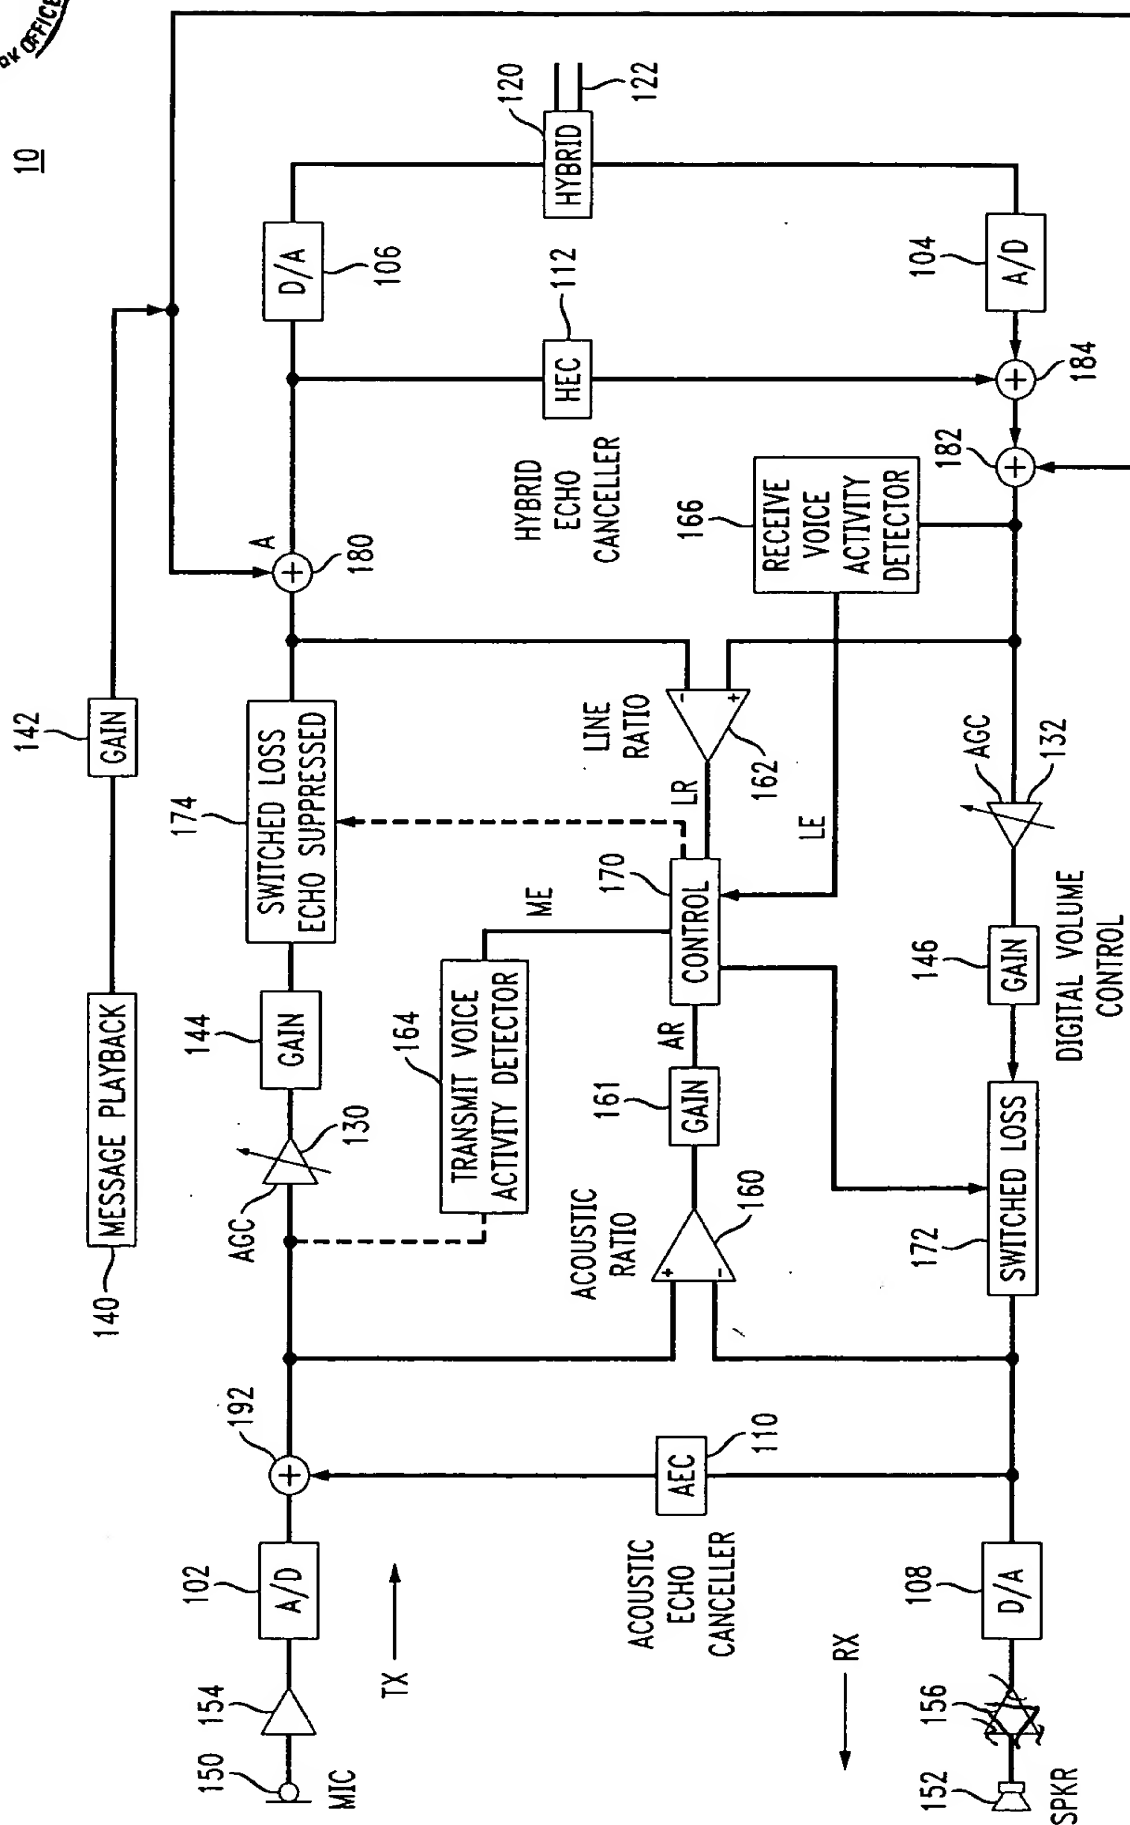 RK OFFICE
10
142
GAIN
MESSAGE PLAYBACK
140
174
SWITCHED LOSS
ECHO SUPPRESSED
144
GAIN
AGC
130
A
180
D/A
106
HYBRID
120
122
HEC
112
HYBRID
ECHO
CANCELLER
104
A/D
184
182
166
RECEIVE
VOICE
ACTIVITY
DETECTOR
LINE
RATIO
-
+
162
LR
LE
170
CONTROL
ME
164
TRANSMIT VOICE
ACTIVITY DETECTOR
AR
161
GAIN
ACOUSTIC
RATIO
+
-
160
AGC
132
146
GAIN
DIGITAL VOLUME
CONTROL
172
SWITCHED LOSS
192
+
+
+
+
AEC
110
ACOUSTIC
ECHO
CANCELLER
102
A/D
TX
154
150
MIC
108
D/A
RX
156
152
SPKR